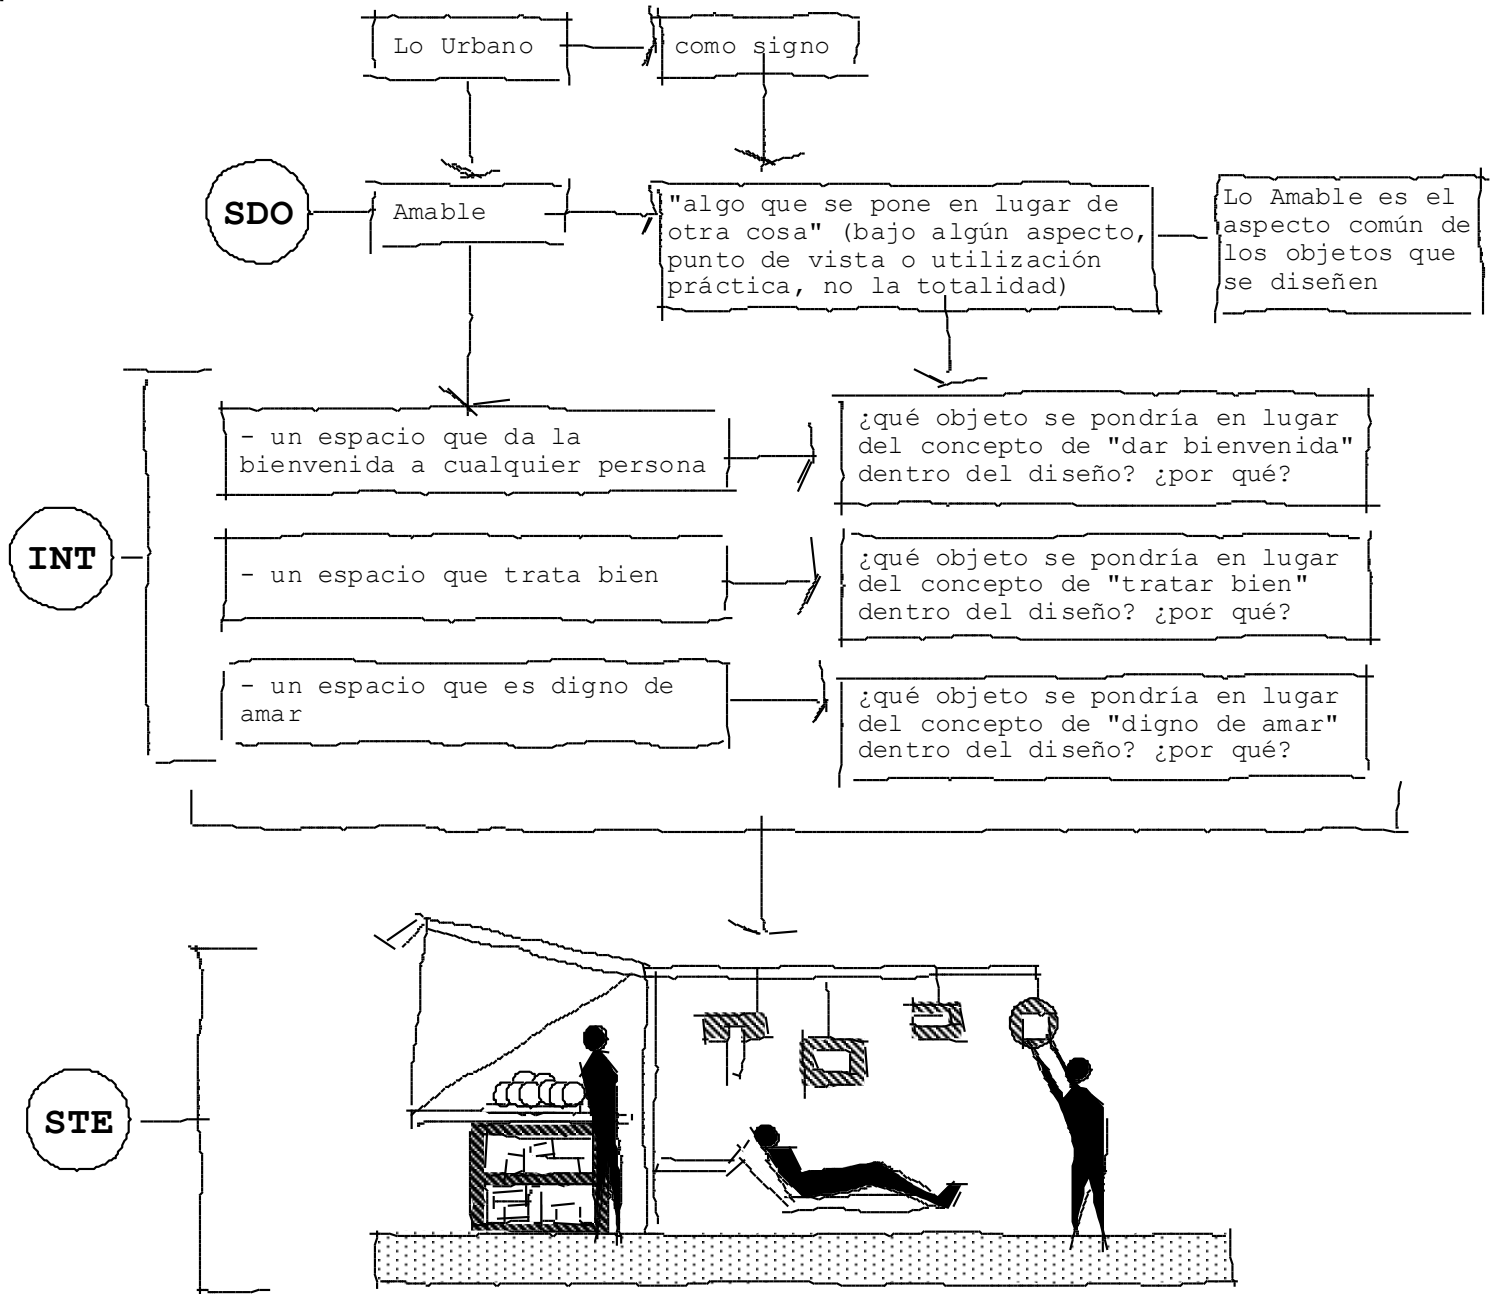 Lo Urbano
como signo
SDO
Amable
"algo que se pone en lugar de
otra cosa" (bajo algún aspecto,
punto de vista o utilización
práctica, no la totalidad)
Lo Amable es el
aspecto común de
los objetos que
se diseñen
INT
- un espacio que da la
bienvenida a cualquier persona
¿qué objeto se pondría en lugar
del concepto de "dar bienvenida"
dentro del diseño? ¿por qué?
- un espacio que trata bien
¿qué objeto se pondría en lugar
del concepto de "tratar bien"
dentro del diseño? ¿por qué?
- un espacio que es digno de
amar
¿qué objeto se pondría en lugar
del concepto de "digno de amar"
dentro del diseño? ¿por qué?
STE